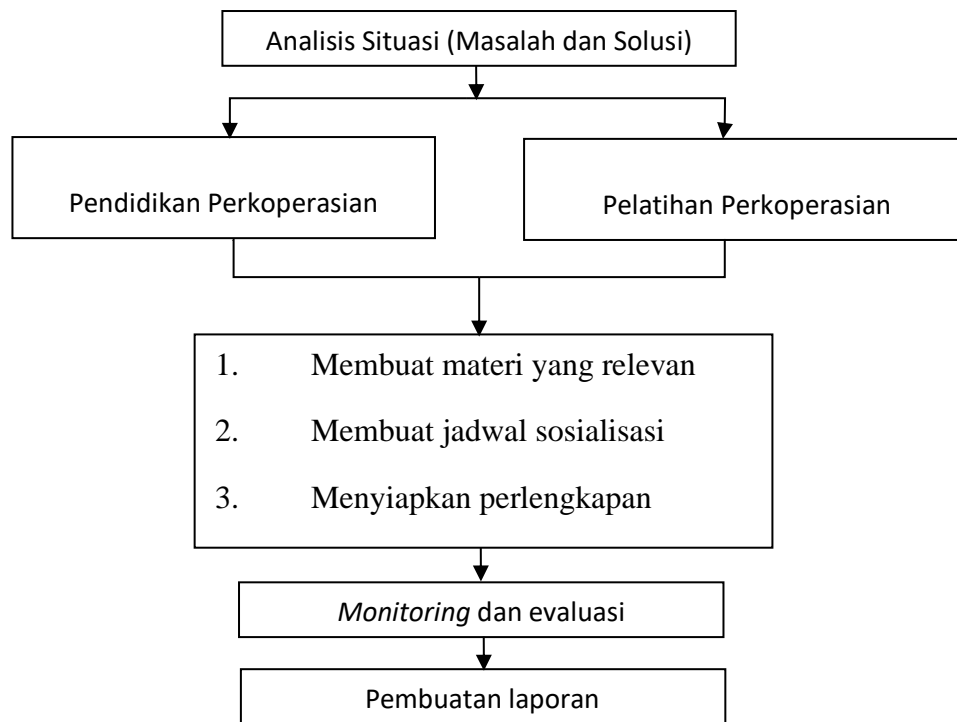 Analisis Situasi (Masalah dan Solusi)
Pendidikan Perkoperasian
Pelatihan Perkoperasian
1. Membuat materi yang relevan
2. Membuat jadwal sosialisasi
3. Menyiapkan perlengkapan
Monitoring dan evaluasi
Pembuatan laporan